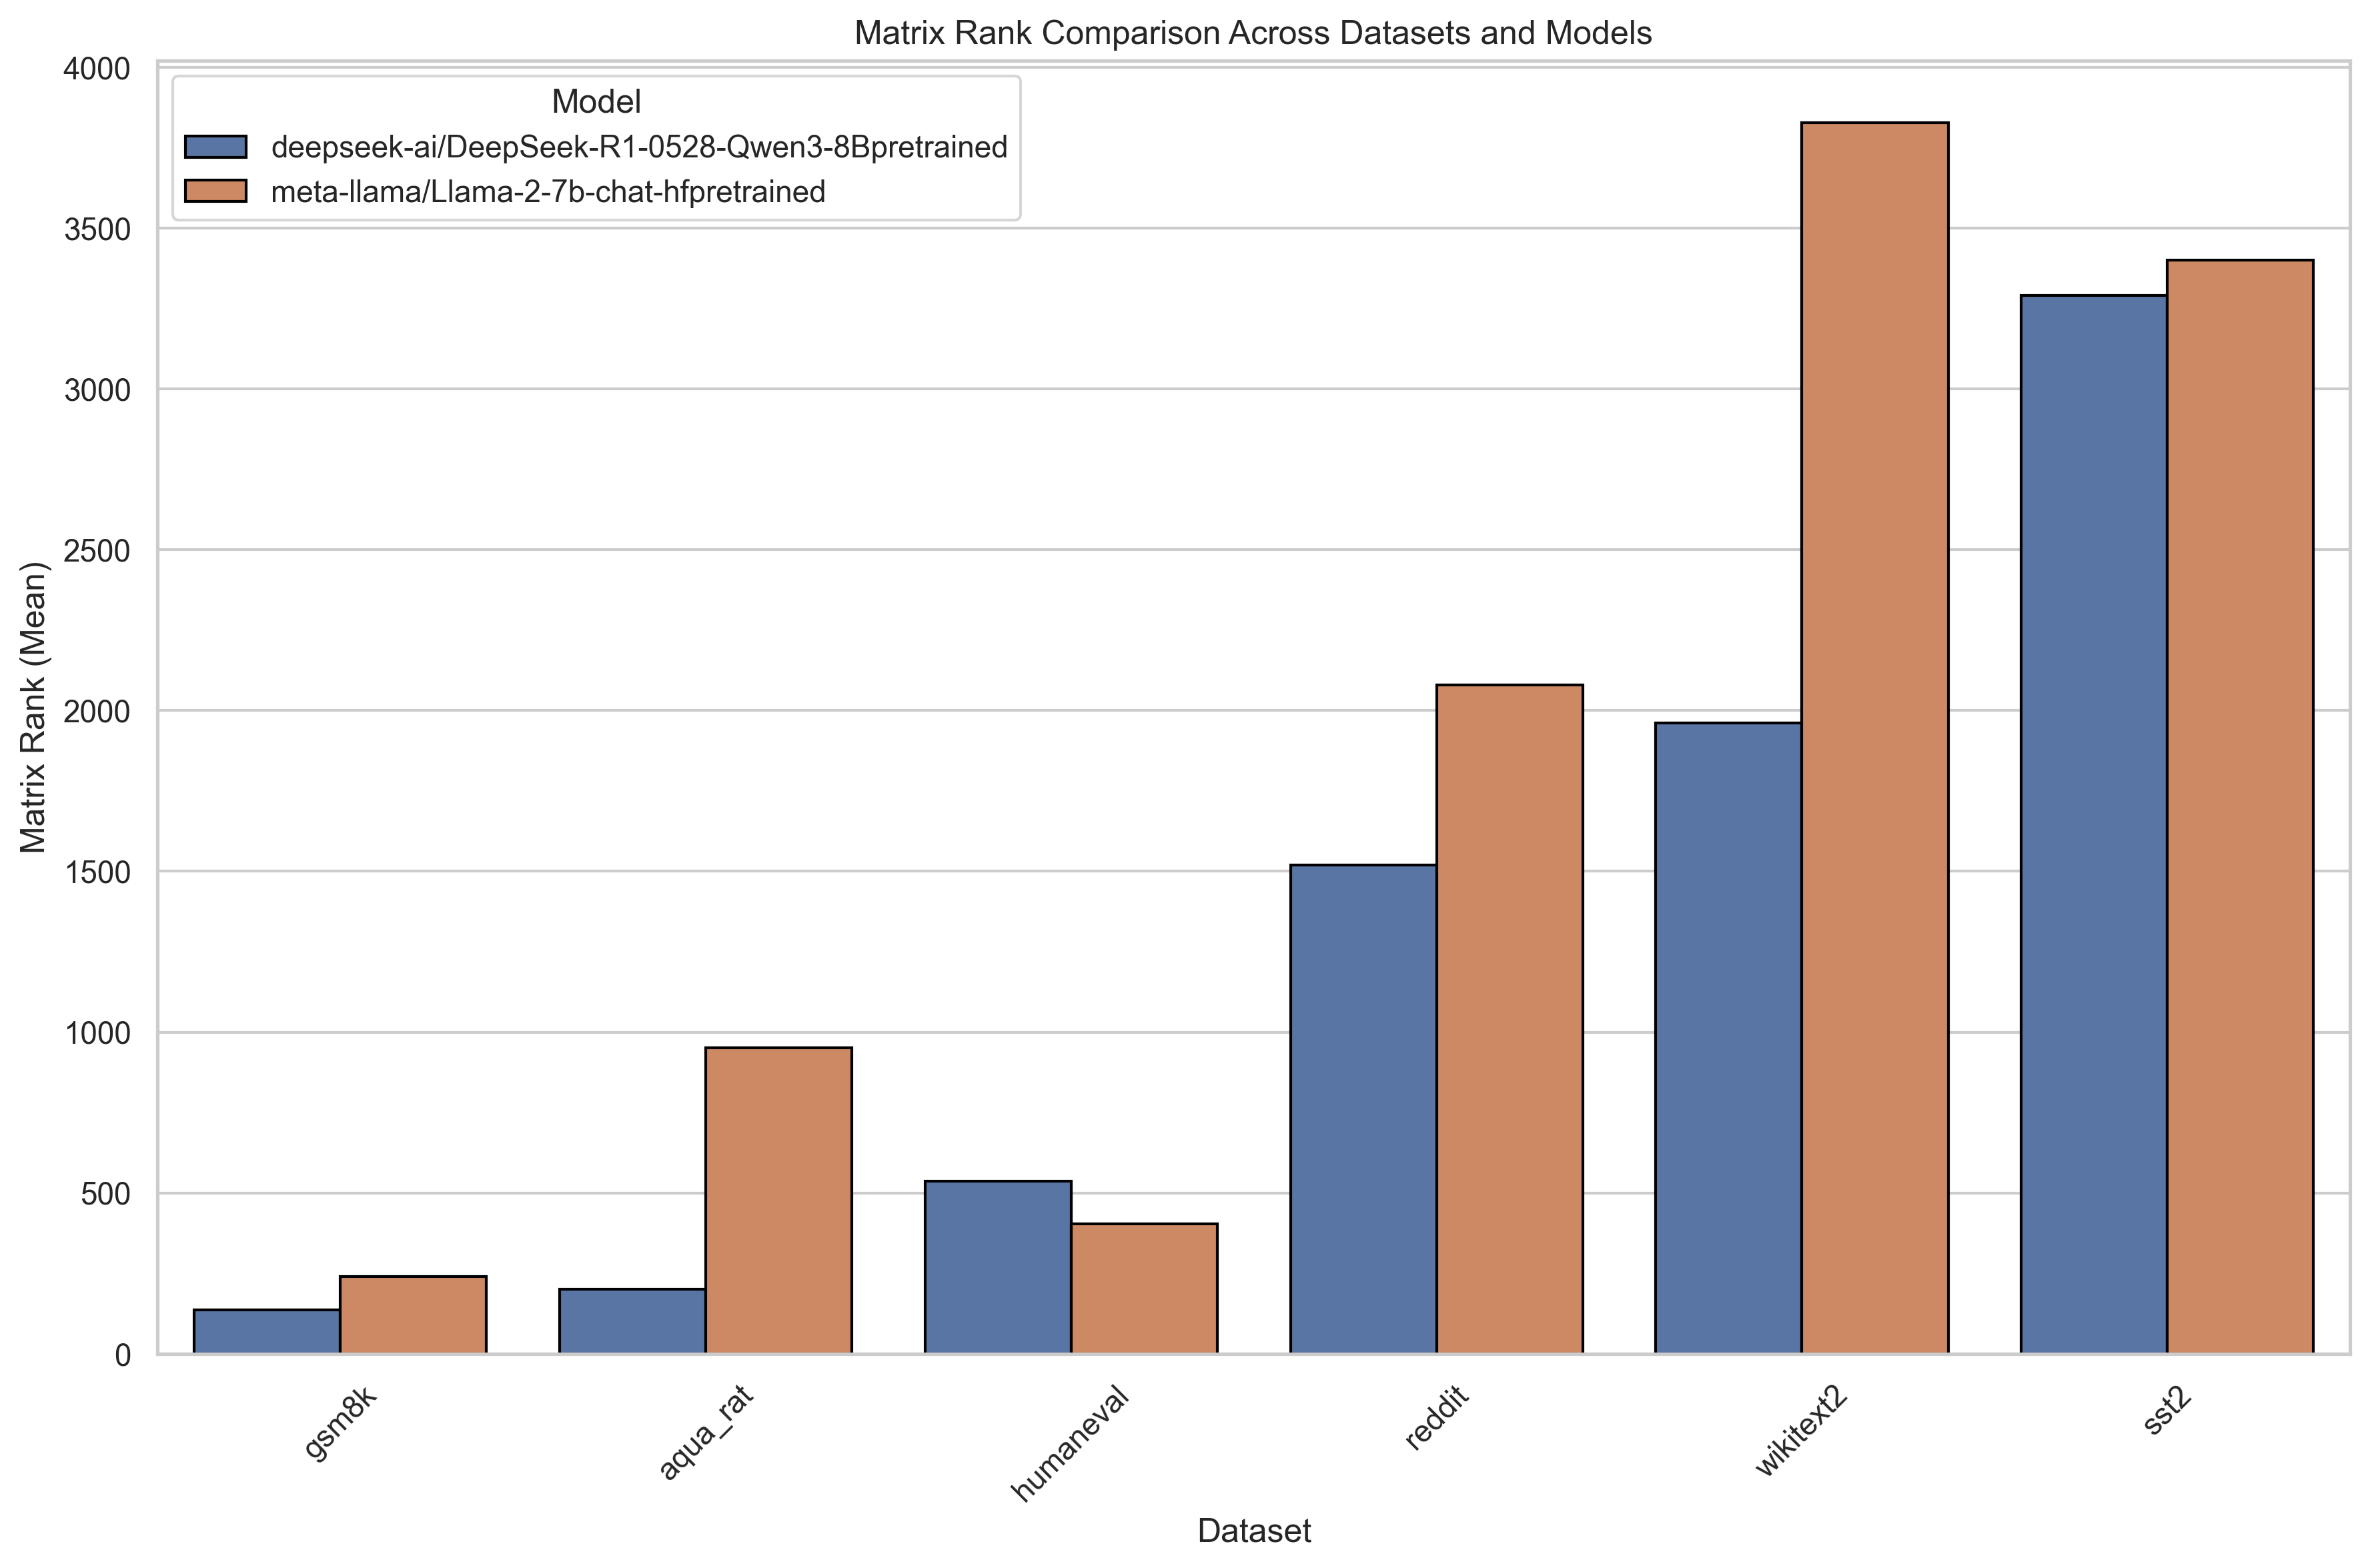 Matrix Rank Comparison Across Datasets and Models
Model
deepseek-ai/DeepSeek-R1-0528-Qwen3-8Bpretrained
meta-llama/Llama-2-7b-chat-hfpretrained
Matrix Rank (Mean)
4000
3500
3000
2500
2000
1500
1000
500
0
gsm8k
aqua_rat
humaneval
reddit
wikitext2
sst2
Dataset